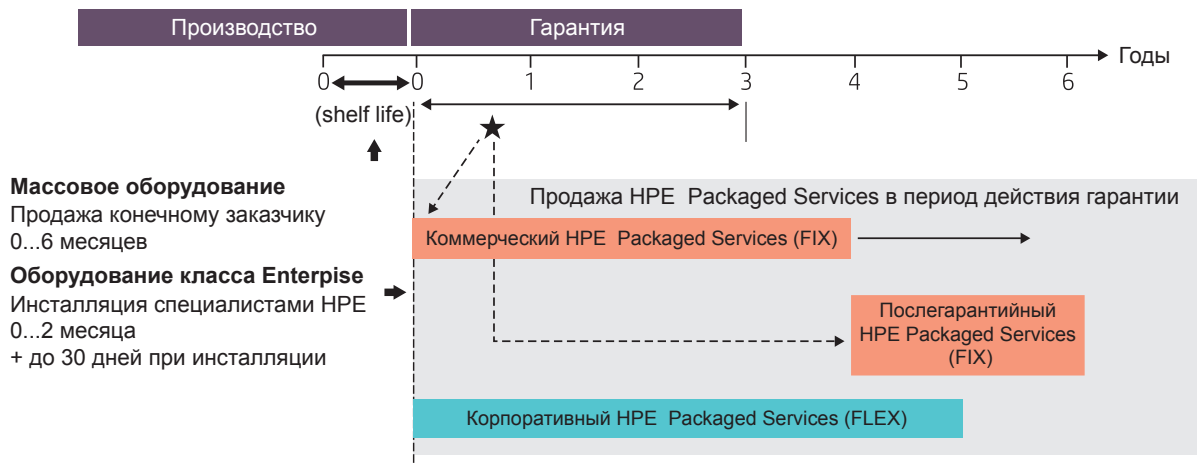 Производство
Гарантия
Годы
0
0
1
2
3
4
5
6
(shelf life)
Массовое оборудование
Продажа конечному заказчику
0...6 месяцев
Оборудование класса Enterpise
Инсталляция специалистами HPE
0...2 месяца
+ до 30 дней при инсталляции
Продажа HPE Packaged Services в период действия гарантии
Коммерческий HPE Packaged Services (FIX)
Послегарантийный
HPE Packaged Services
(FIX)
Корпоративный HPE Packaged Services (FLEX)